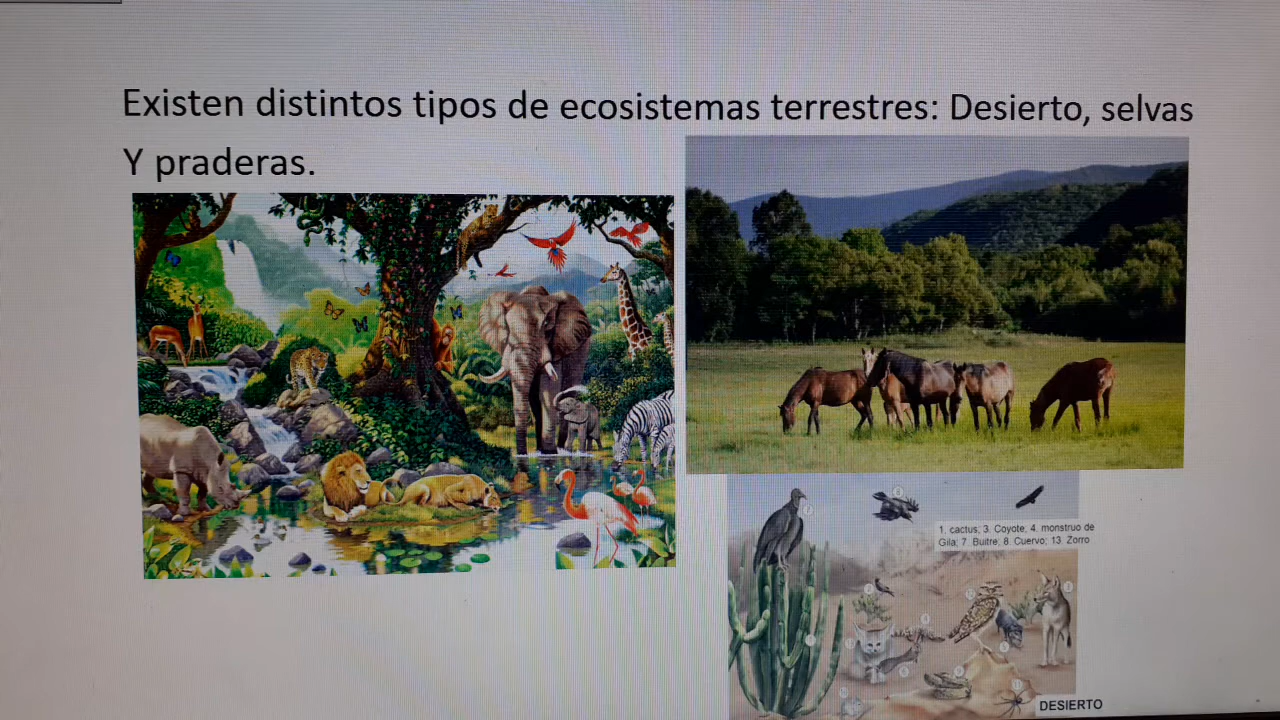 Existen distintos tipos de ecosistemas terrestres: Desierto, selvas
Y praderas.
1. cactus; 3. Coyote, 4. monstruo de
Gila; 7. Buitre; 8. Cuervo; 13. Zorro
DESIERTO